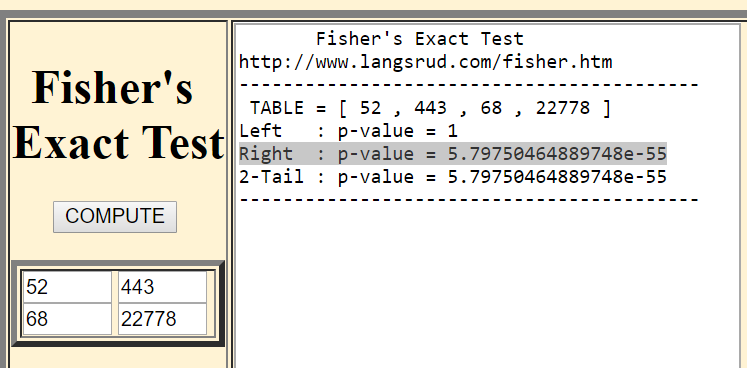 Fisher's
Exact Test
COMPUTE
52 443
68 22778
Fisher's Exact Test
http://www.langsrud.com/fisher.htm
------------------------------------------
TABLE = [ 52 , 443 , 68 , 22778 ]
Left : p-value = 1
Right : p-value = 5.79750464889748e-55
2-Tail : p-value = 5.79750464889748e-55
------------------------------------------